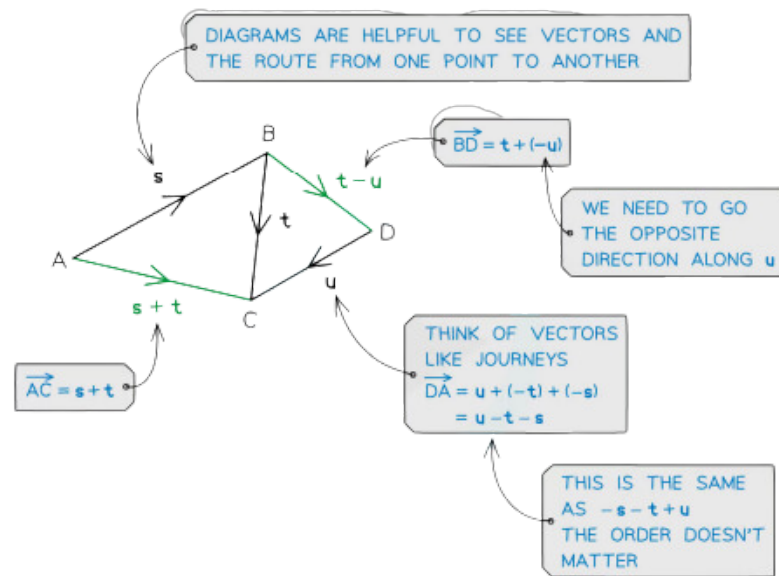 DIAGRAMS ARE HELPFUL TO SEE VECTORS AND
THE ROUTE FROM ONE POINT TO ANOTHER
B
s
t - u
BD = t + (-u)
t
A
D
WE NEED TO GO
THE OPPOSITE
DIRECTION ALONG u
u
s + t
C
AC = s + t
THINK OF VECTORS
LIKE JOURNEYS
DA = u + (-t) + (-s)
= u - t - s
THIS IS THE SAME
AS -s - t + u
THE ORDER DOESN'T
MATTER